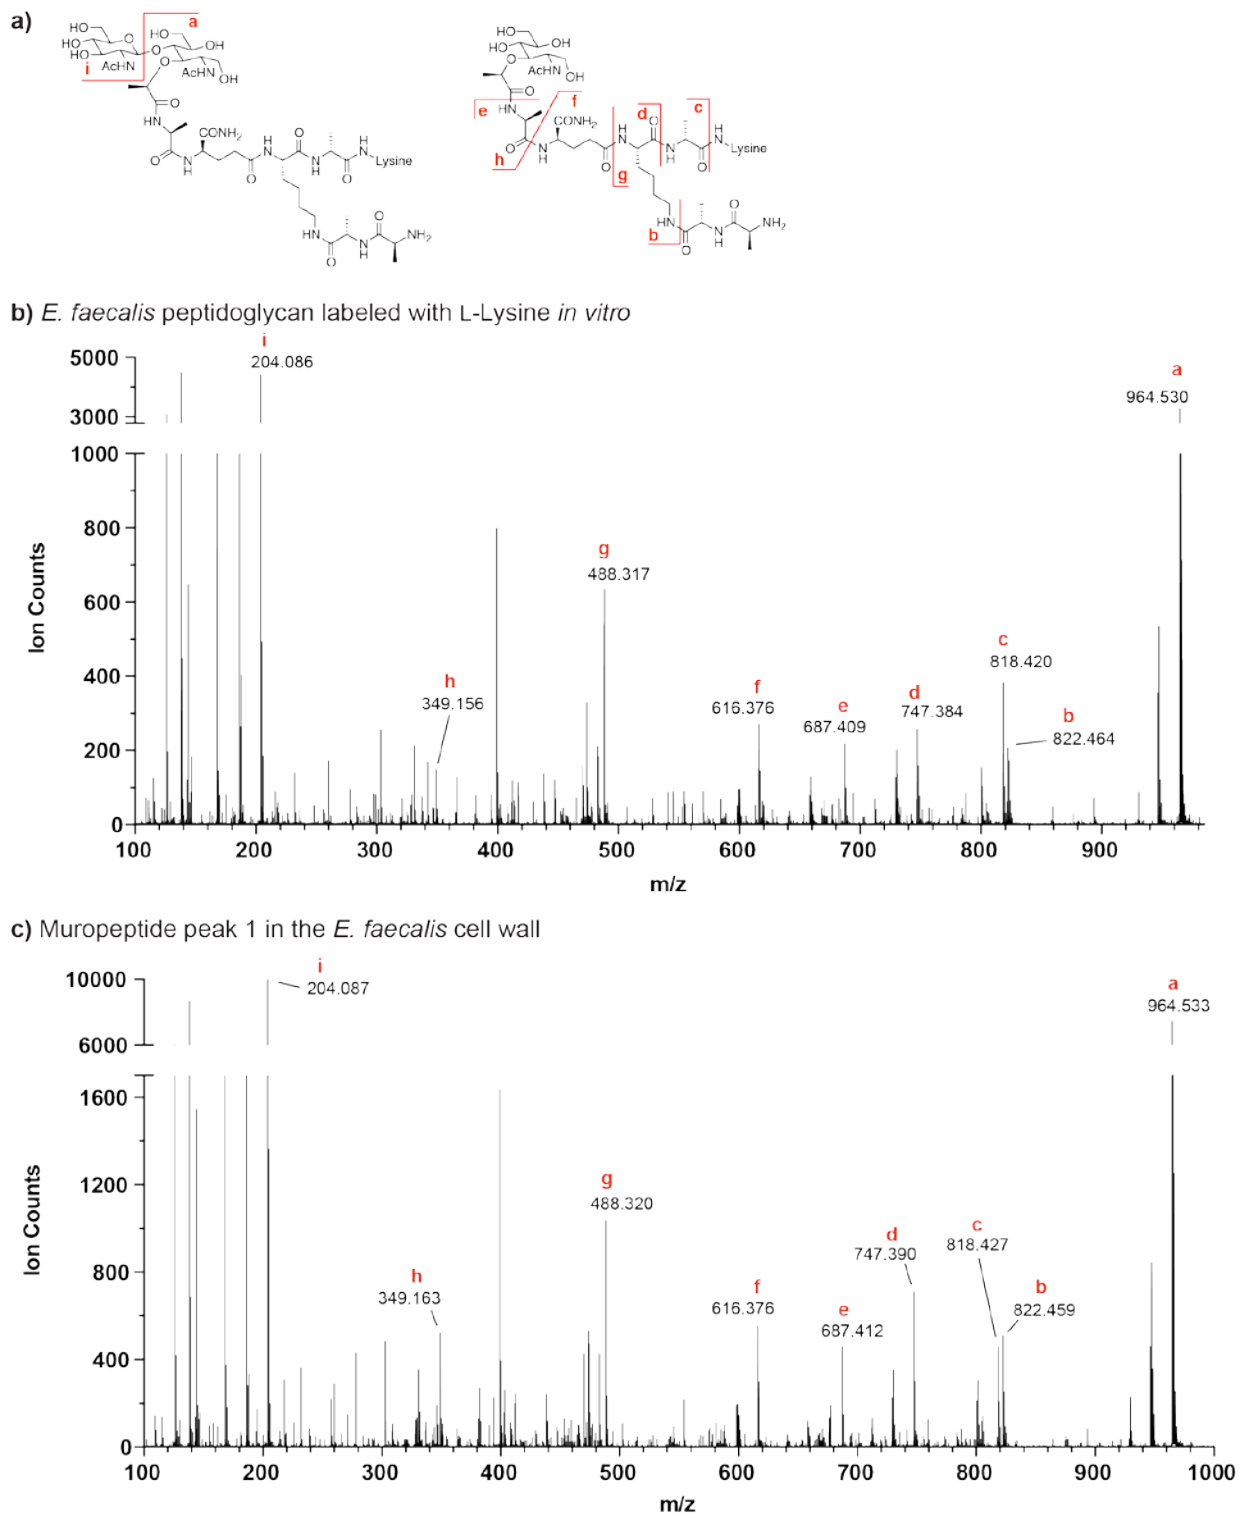 a)
a
HO
HO
HO
O
i
AcHN
O
HO
OH
O
AcHN
OH
O
HN
CONH2
O
N
H
O
H
N
O
N
H
O
H
N
Lysine
HN
O
H
N
O
NH2
HO
HO
OH
O
AcHN
OH
O
e
HN
f
CONH2
O
h
N
H
O
H
N
g
d
O
N
H
c
O
H
N
Lysine
HN
b
O
N
H
O
NH2
b) E. faecalis peptidoglycan labeled with L-Lysine in vitro
i
5000
204.086
a
964.530
3000
1000
800
g
488.317
600
c
818.420
h
349.156
f
616.376
e
687.409
d
747.384
b
822.464
400
200
0
Ion Counts
100 200 300 400 500 600 700 800 900
m/z
c) Muropeptide peak 1 in the E. faecalis cell wall
i
10000
204.087
a
964.533
6000
1600
1200
g
488.320
c
818.427
d
747.390
h
349.163
f
616.376
e
687.412
b
822.459
800
400
0
Ion Counts
100 200 300 400 500 600 700 800 900 1000
m/z